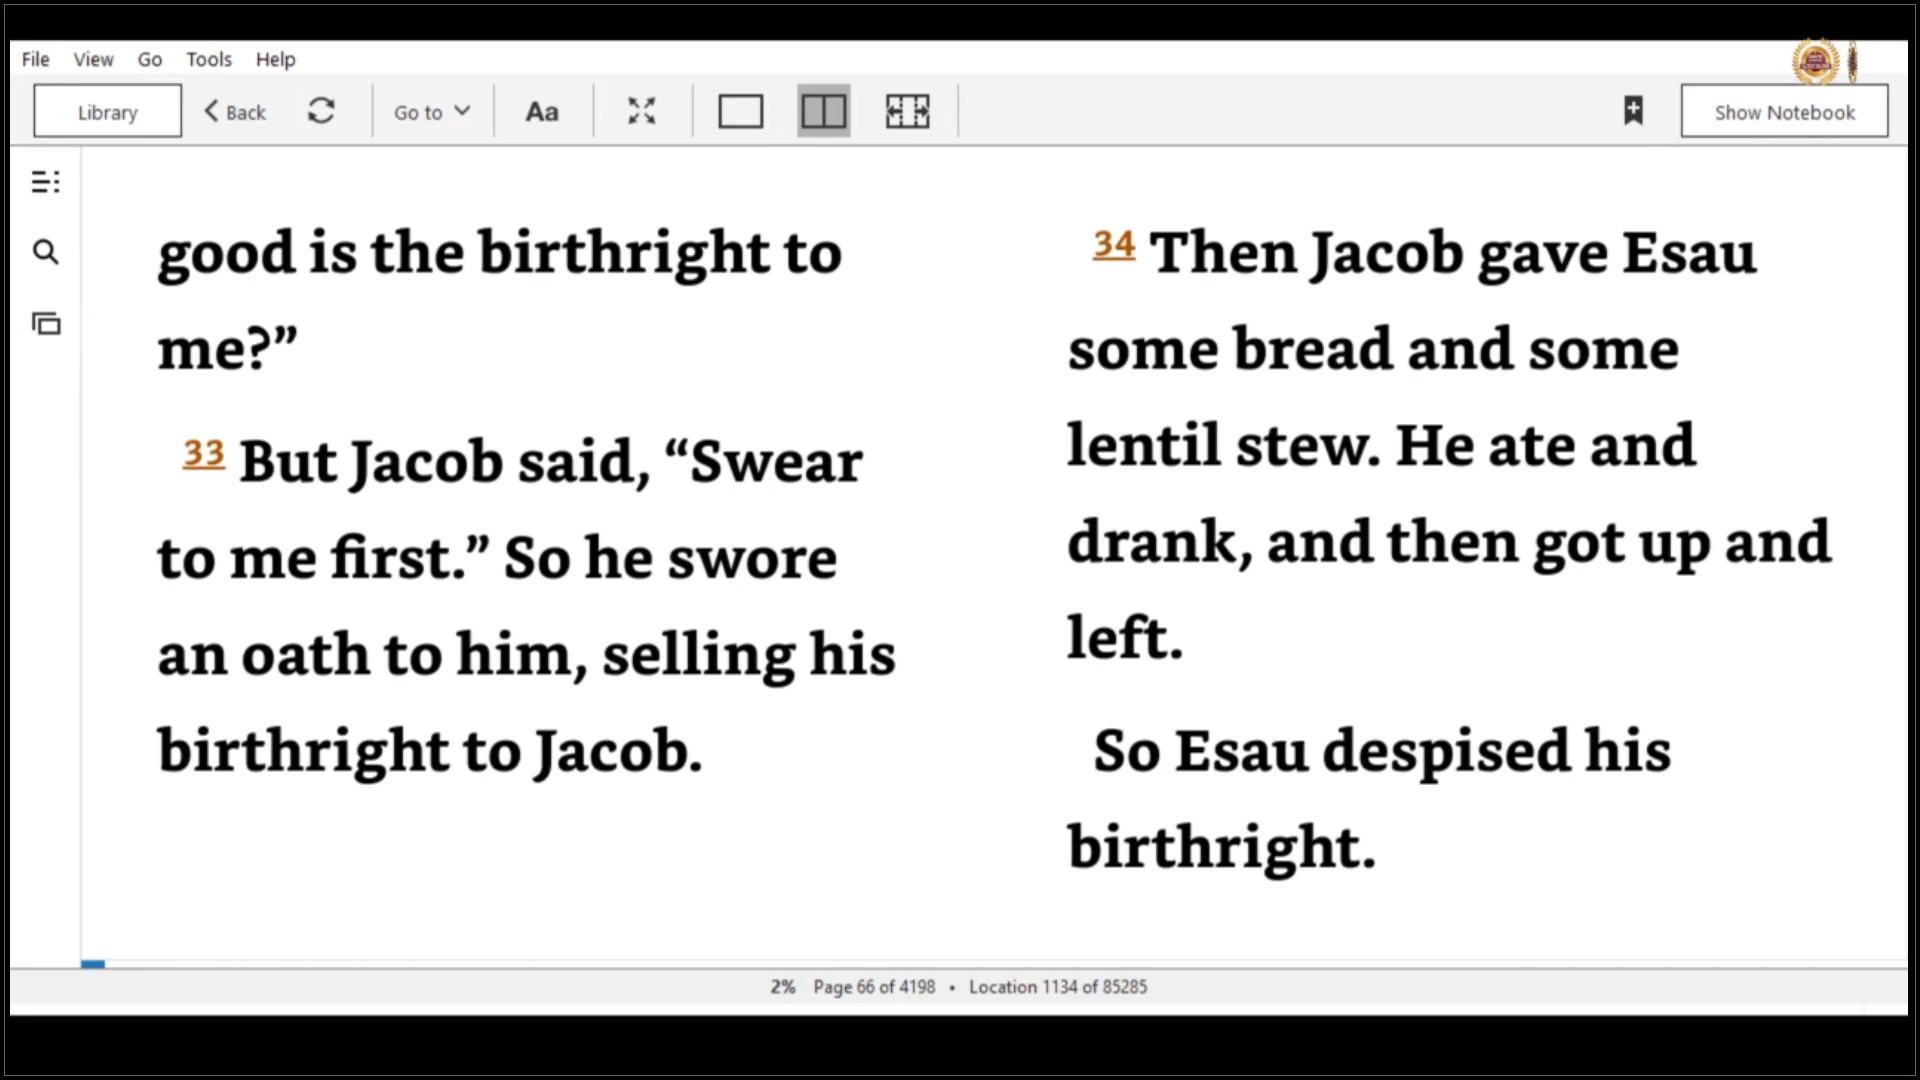 File View Go Tools Help
Library Back Go to Aa Show Notebook
good is the birthright to
me?”
33 But Jacob said, “Swear
to me first.” So he swore
an oath to him, selling his
birthright to Jacob.
34 Then Jacob gave Esau
some bread and some
lentil stew. He ate and
drank, and then got up and
left.
So Esau despised his
birthright.
2% Page 66 of 4198 • Location 1134 of 85285